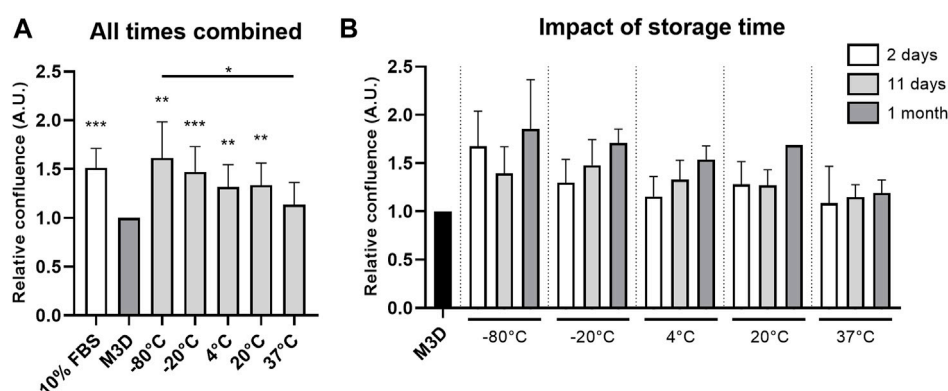 A All times combined
Relative confluence (A.U.)
2.5
2.0
1.5
1.0
0.5
0.0
*
***
**
***
**
**
10% FBS
M3D
-80°C
-20°C
4°C
20°C
37°C
B Impact of storage time
Relative confluence (A.U.)
2.5
2.0
1.5
1.0
0.5
0.0
M3D
-80°C
-20°C
4°C
20°C
37°C
2 days
11 days
1 month